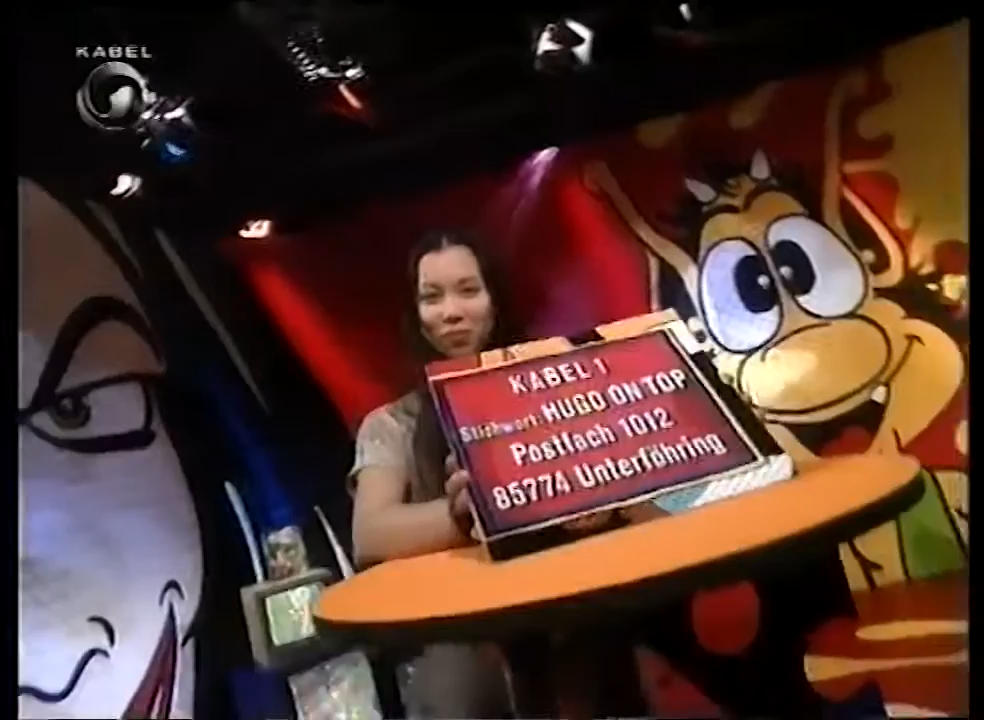 KABEL
KABEL 1
Stichwort: HUGO ON TOP
Postfach 1012
85774 Unterföhring